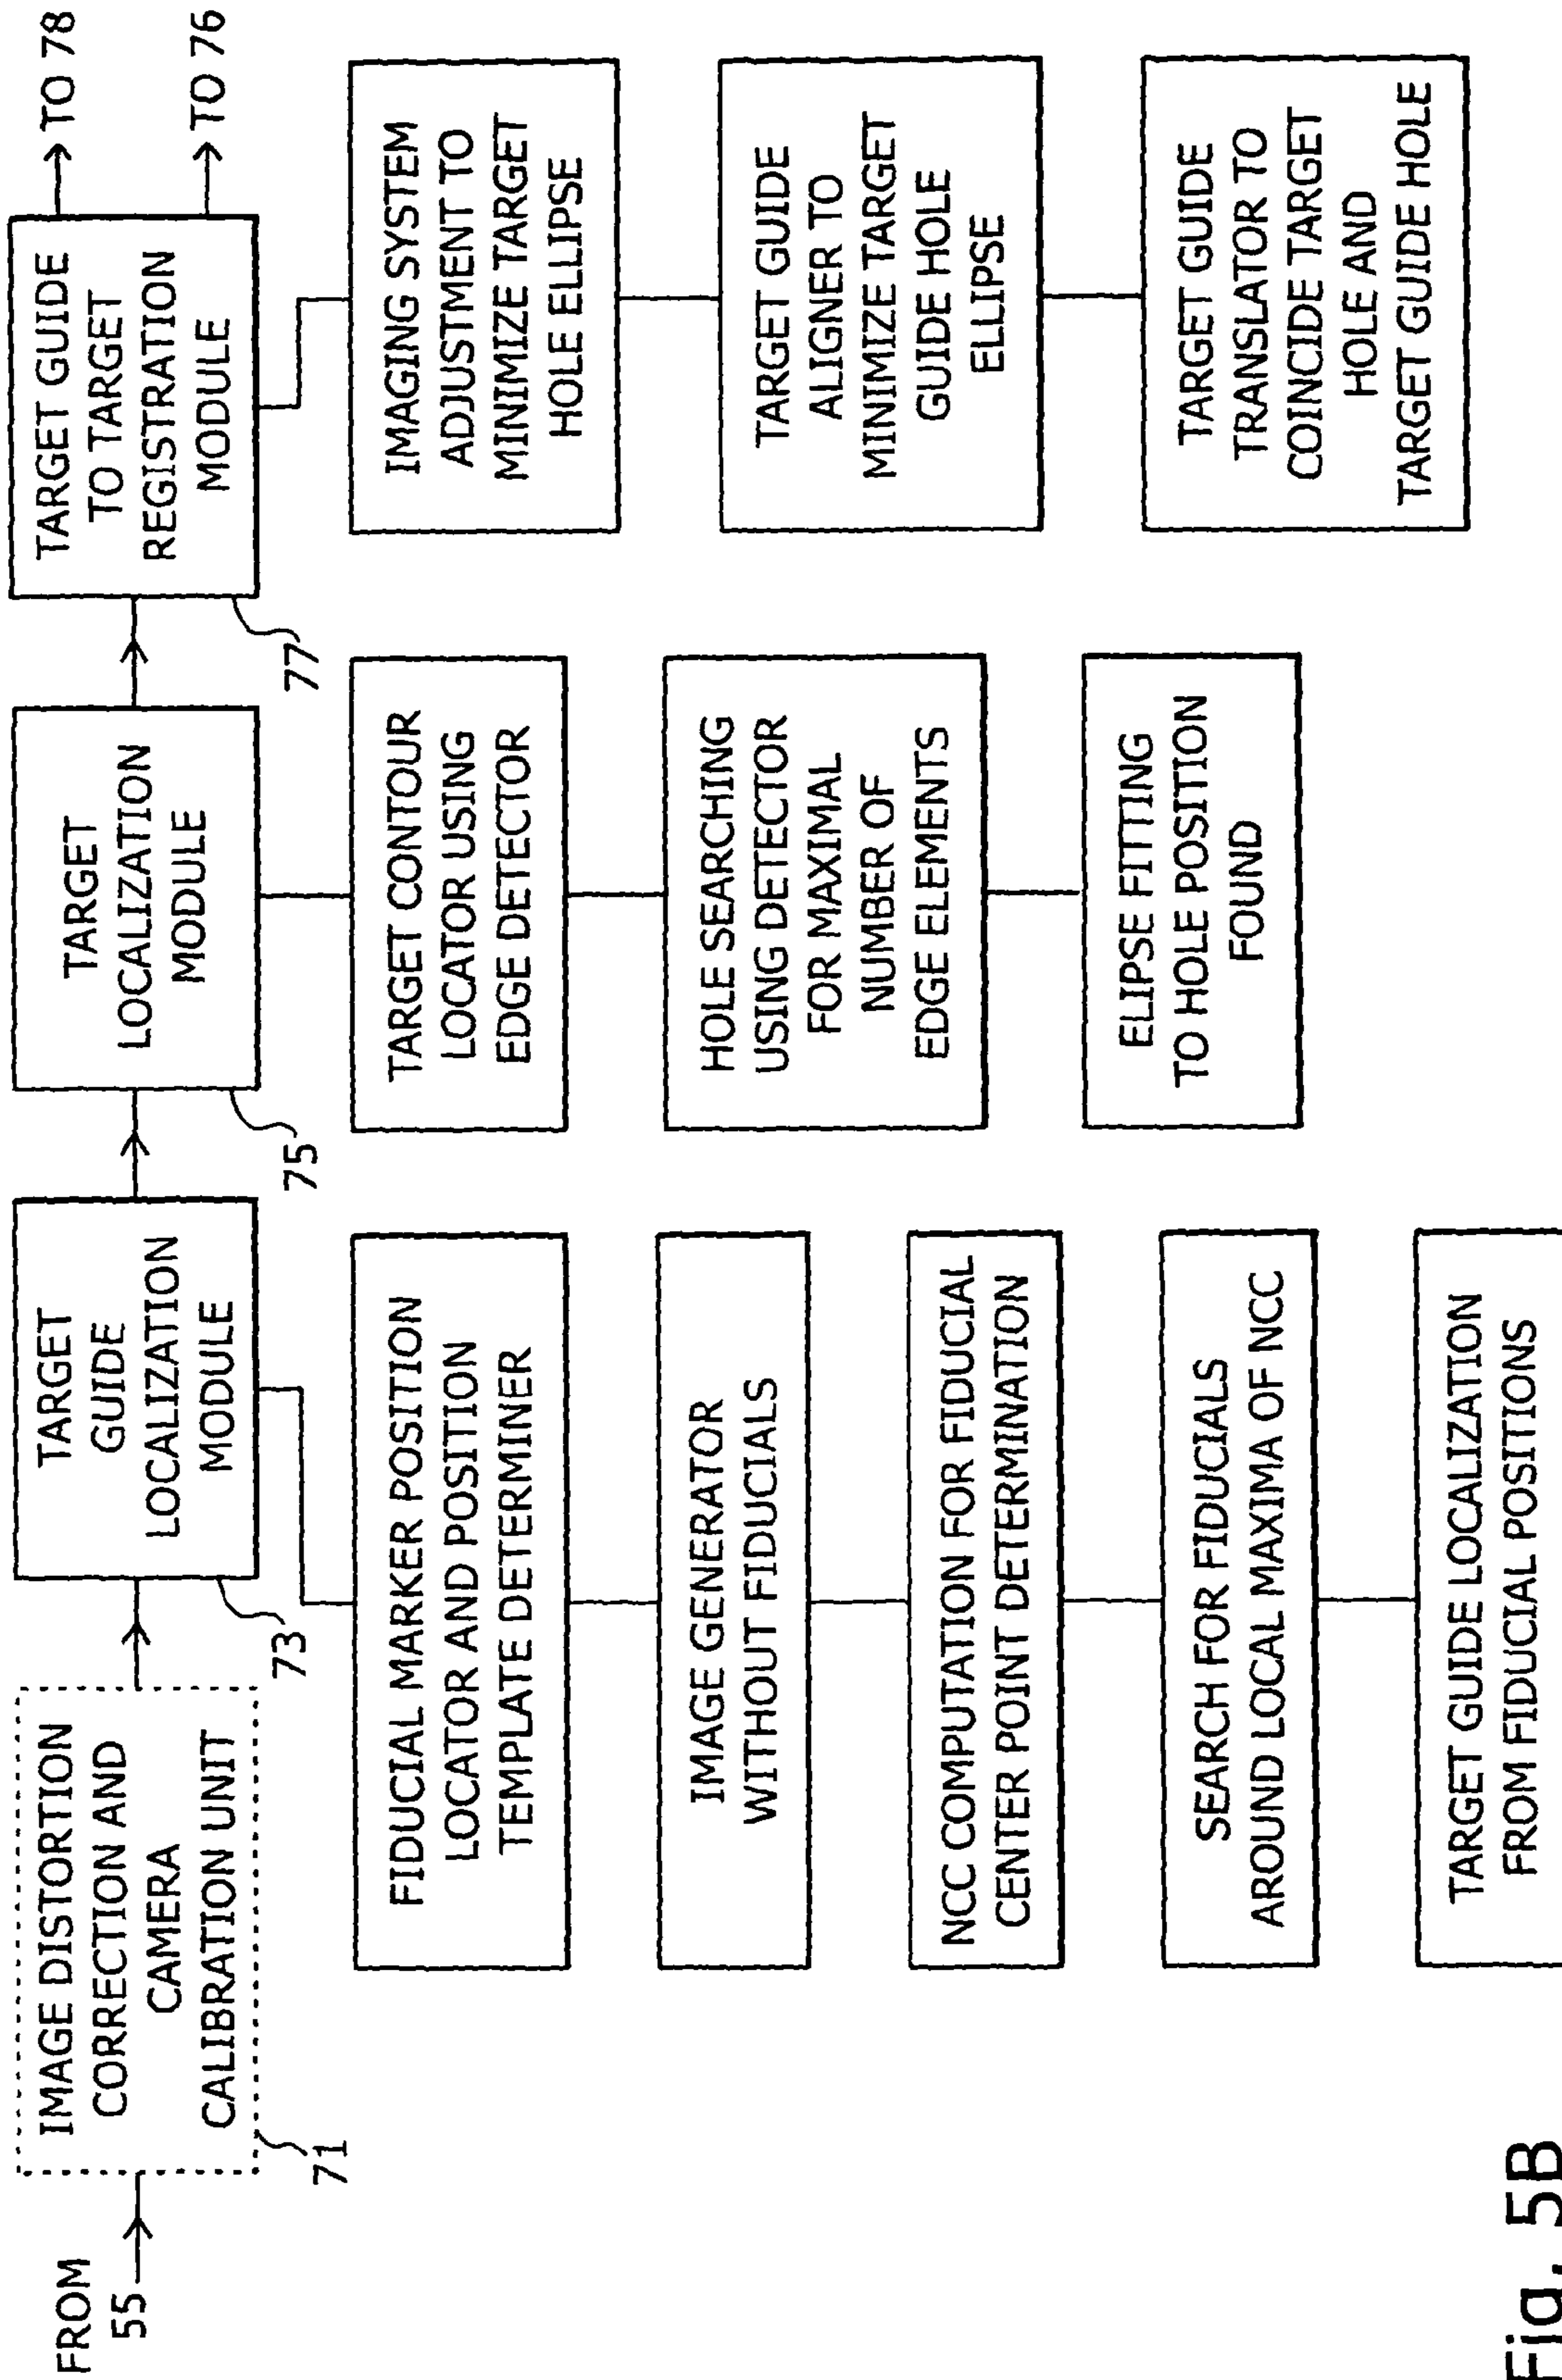 FROM
55
IMAGE DISTORTION
CORRECTION AND
CAMERA
CALIBRATION UNIT
71
TARGET
GUIDE
LOCALIZATION
MODULE
73
TARGET
LOCALIZATION
MODULE
75
TARGET GUIDE
TO TARGET
REGISTRATION
MODULE
77
TO 78
TO 76
FIDUCIAL MARKER POSITION
LOCATOR AND POSITION
TEMPLATE DETERMINER
IMAGE GENERATOR
WITHOUT FIDUCIALS
NCC COMPUTATION FOR FIDUCIAL
CENTER POINT DETERMINATION
SEARCH FOR FIDUCIALS
AROUND LOCAL MAXIMA OF NCC
TARGET GUIDE LOCALIZATION
FROM FIDUCIAL POSITIONS
TARGET CONTOUR
LOCATOR USING
EDGE DETECTOR
HOLE SEARCHING
USING DETECTOR
FOR MAXIMAL
NUMBER OF
EDGE ELEMENTS
ELIPSE FITTING
TO HOLE POSITION
FOUND
IMAGING SYSTEM
ADJUSTMENT TO
MINIMIZE TARGET
HOLE ELLIPSE
TARGET GUIDE
ALIGNER TO
MINIMIZE TARGET
GUIDE HOLE
ELLIPSE
TARGET GUIDE
TRANSLATOR TO
COINCIDE TARGET
HOLE AND
TARGET GUIDE HOLE
Fig. 5B